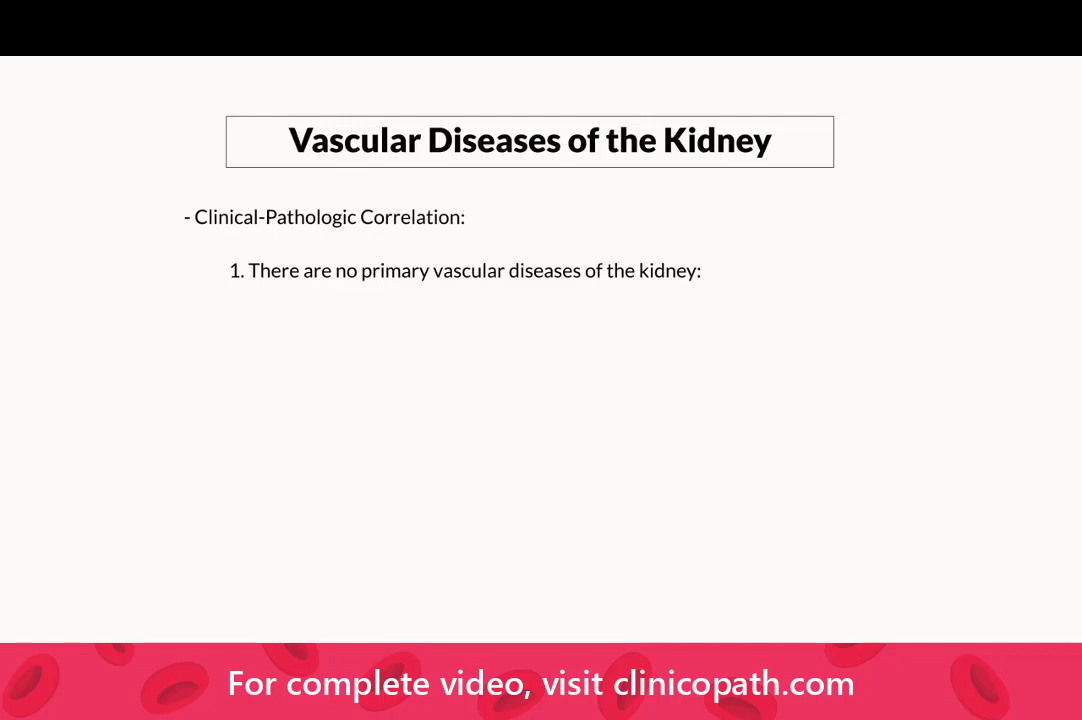 Vascular Diseases of the Kidney
- Clinical-Pathologic Correlation:
1. There are no primary vascular diseases of the kidney:
For complete video, visit clinicopath.com